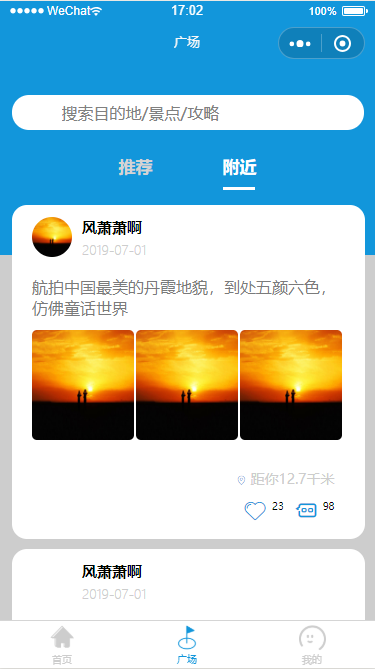 WeChat 17:02 100%
广场
搜索目的地/景点/攻略
推荐 附近
风萧萧啊
2019-07-01
航拍中国最美的丹霞地貌，到处五颜六色，
仿佛童话世界
距你12.7千米
23 98
风萧萧啊
2019-07-01
首页 广场 我的